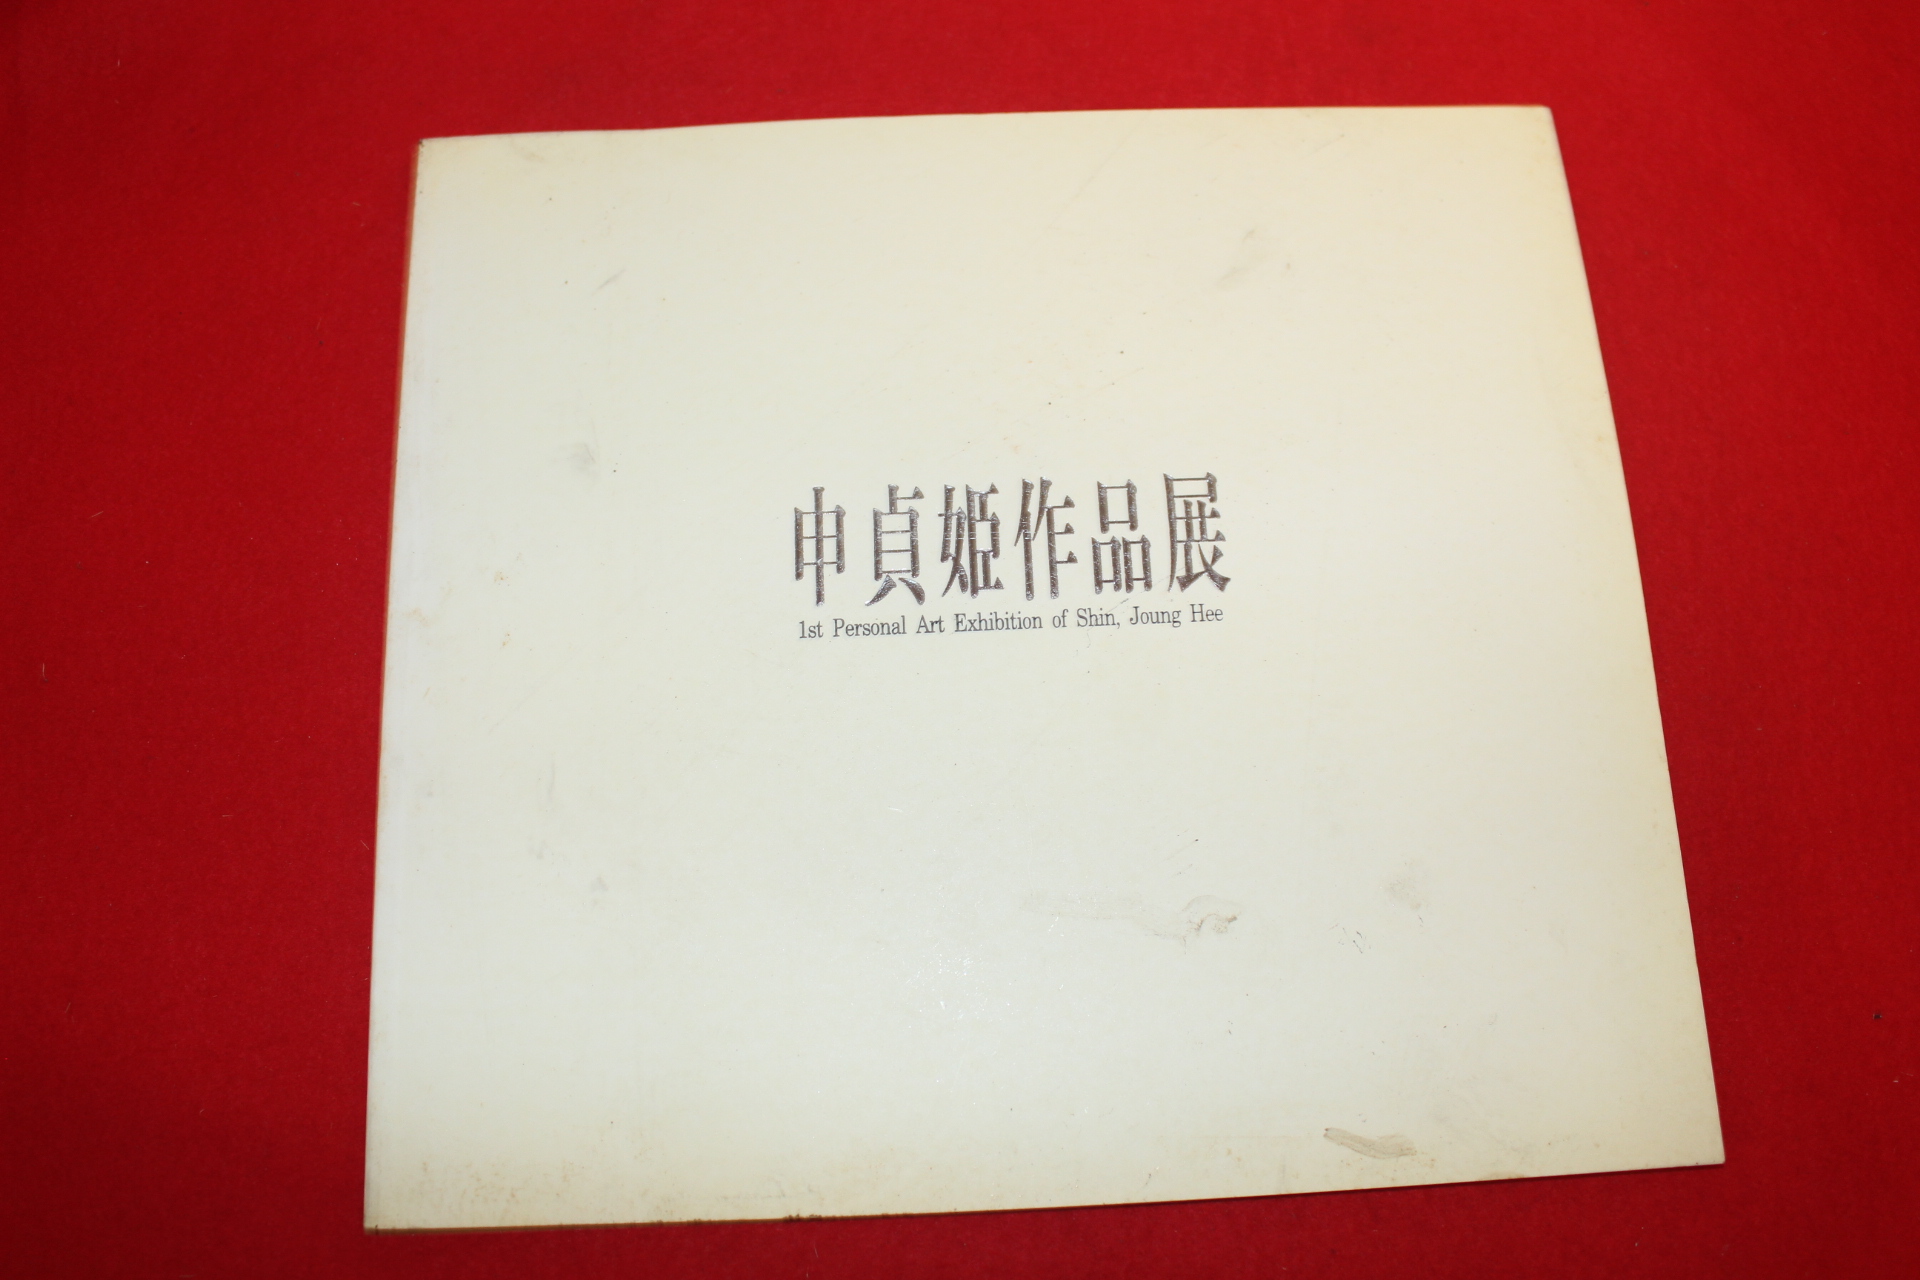 申貞姬作品展
1st Personal Art Exhibition of Shin, Joung Hee